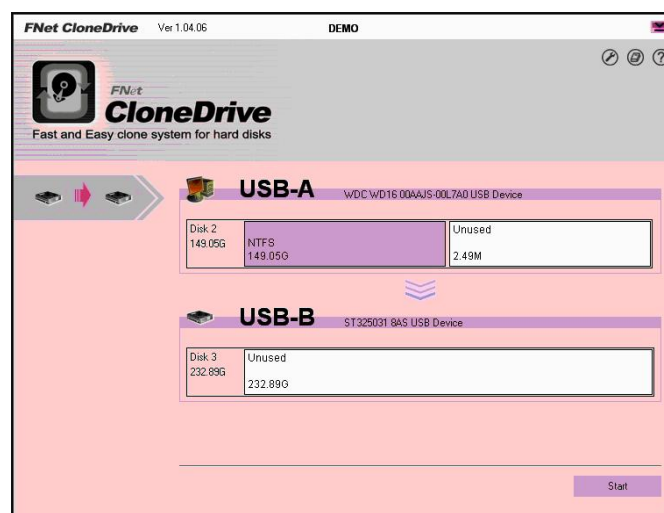 FNet CloneDrive Ver 1.04.06 DEMO
FNet
CloneDrive
Fast and Easy clone system for hard disks
USB-A WDC WD16 00AAJS-00L7A0 USB Device
Disk 2
149.05G
NTFS
149.05G
Unused
2.49M
USB-B ST325031 8AS USB Device
Disk 3
232.89G
Unused
232.89G
Start